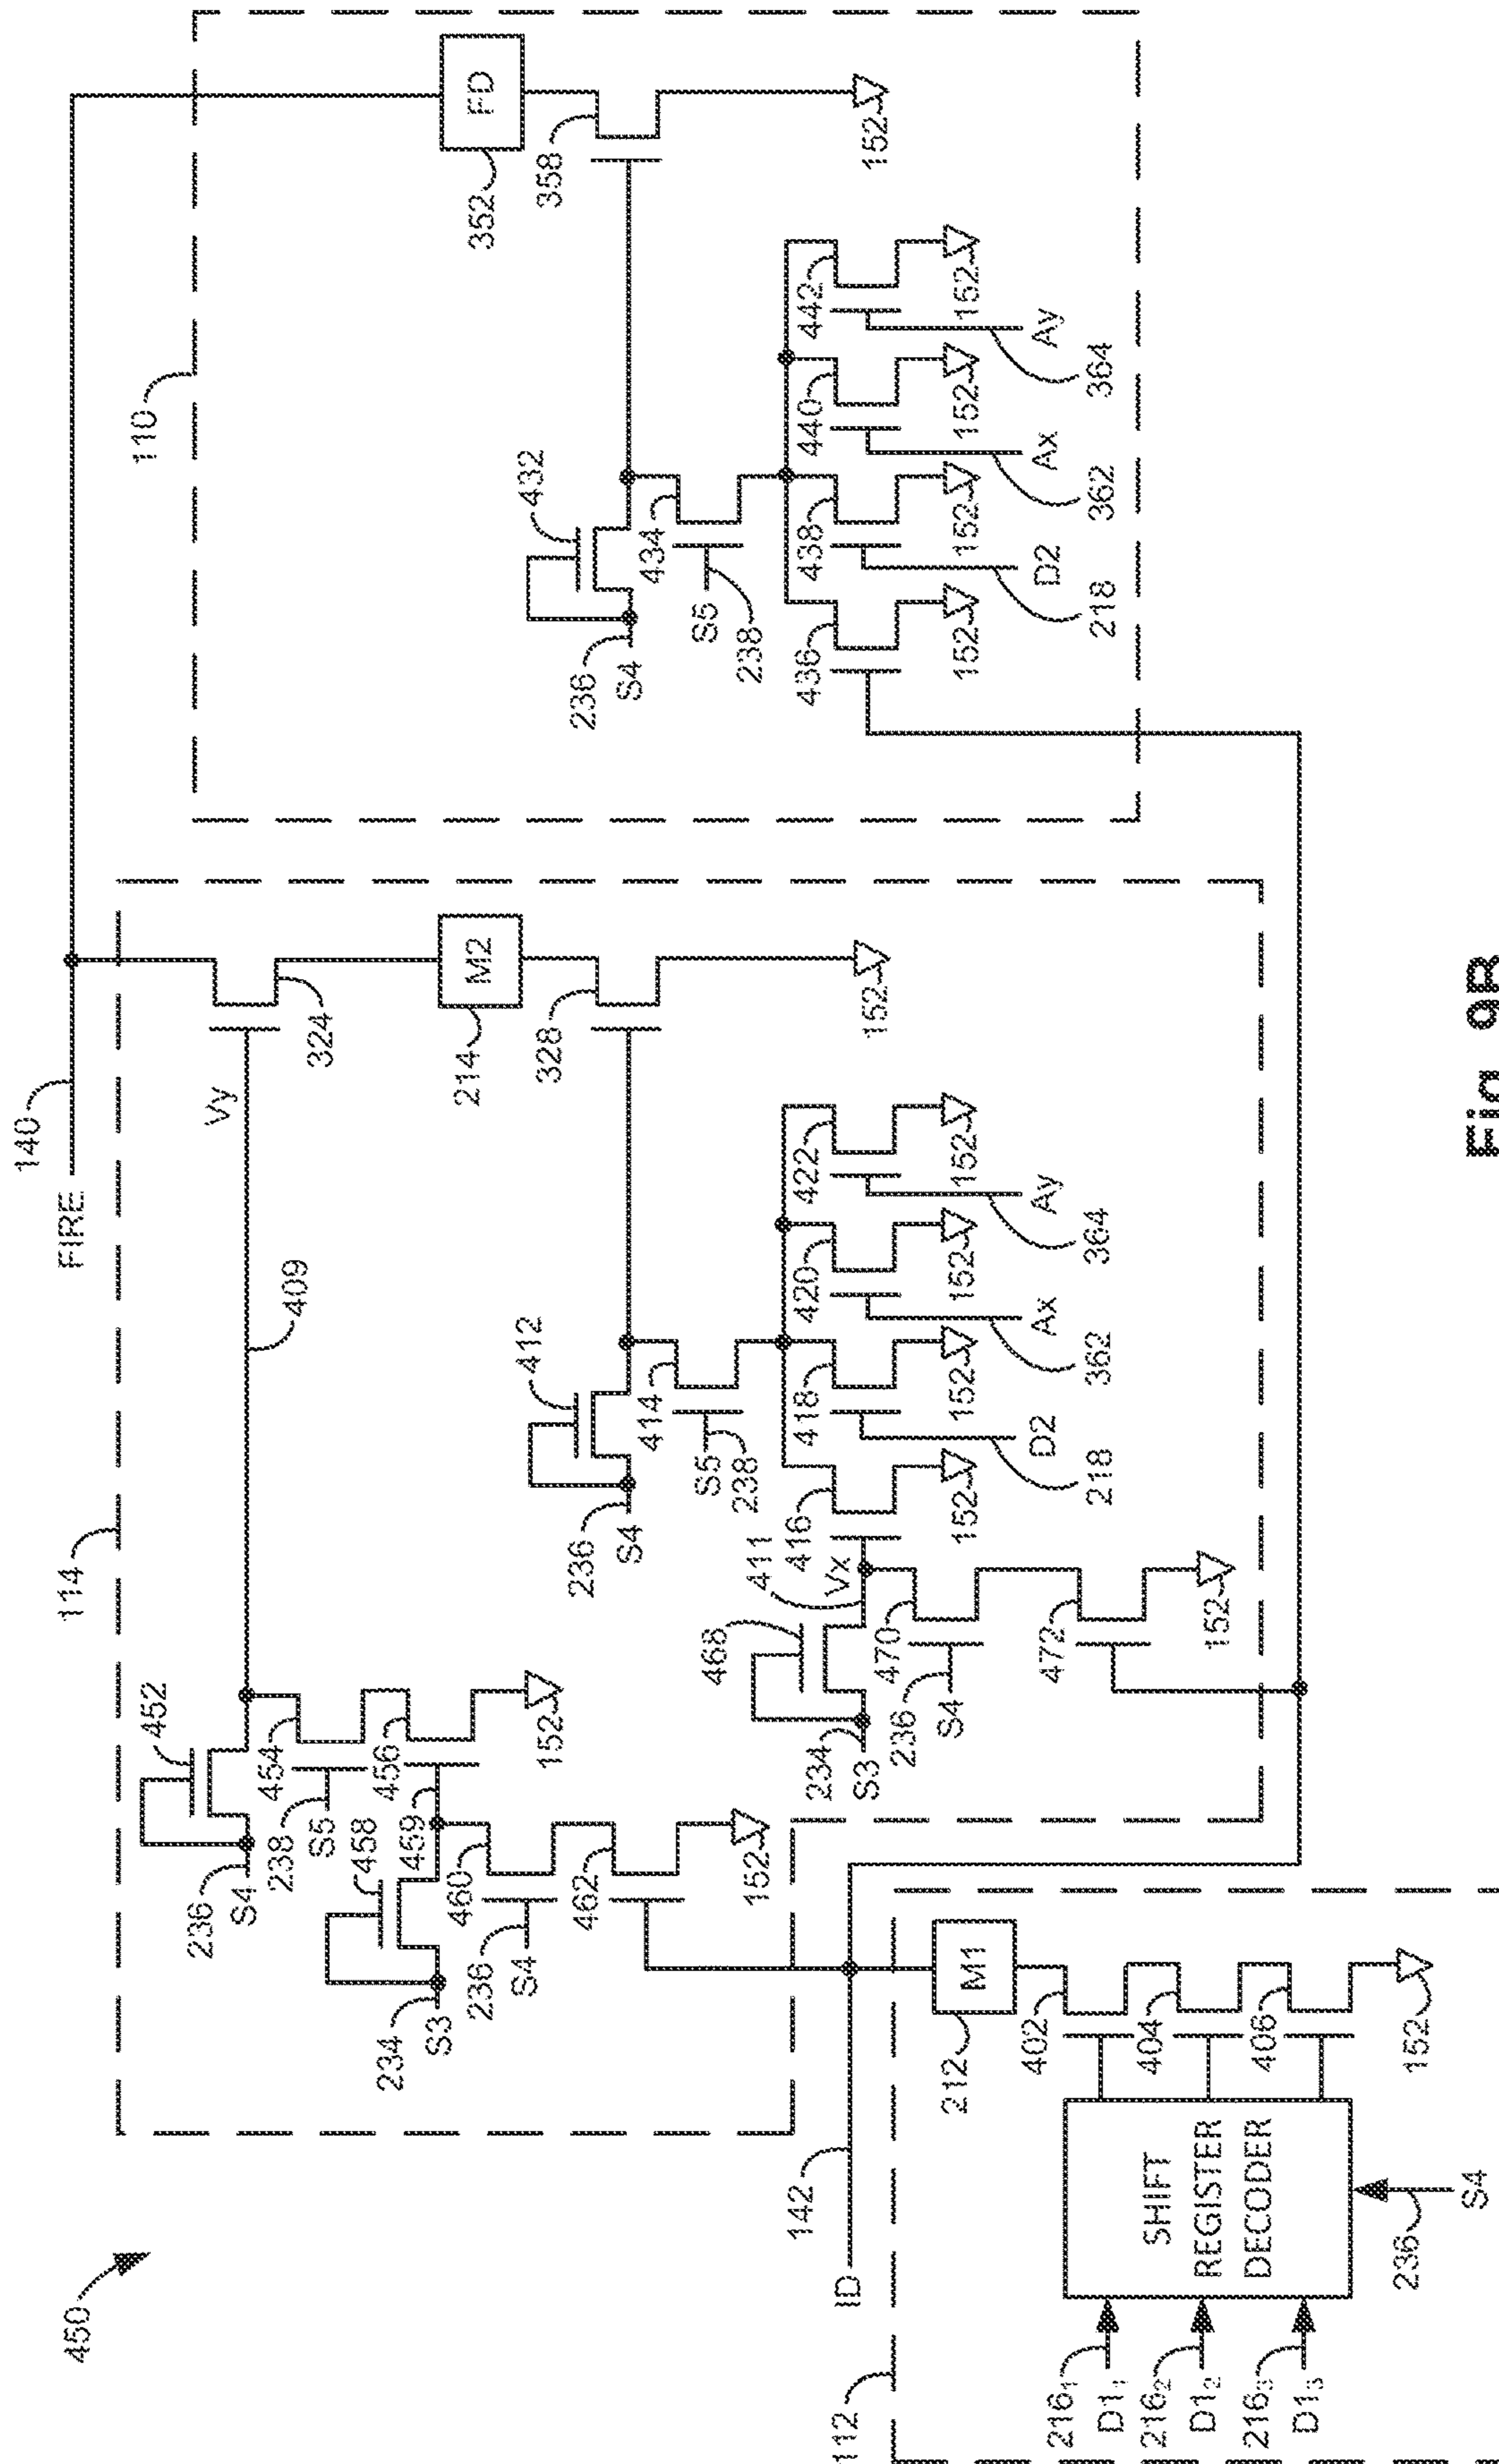 450
140
FIRE
114
110
452
236
S4
454
238
S5
456
152
458
459
234
S3
460
236
S4
462
152
409
Vy
324
214
M2
328
152
412
236
S4
414
S5
238
468
234
S3
411
Vx
470
236
S4
472
152
416
418
420
422
152
152
152
152
D2
218
Ax
362
Ay
364
352
FD
358
152
432
236
S4
434
S5
238
436
438
440
442
152
152
152
152
D2
218
Ax
362
Ay
364
142
ID
112
212
M1
402
404
406
152
SHIFT
REGISTER
DECODER
216₁
D1₁
216₂
D1₂
216₃
D1₃
236
S4
Fig. 9B